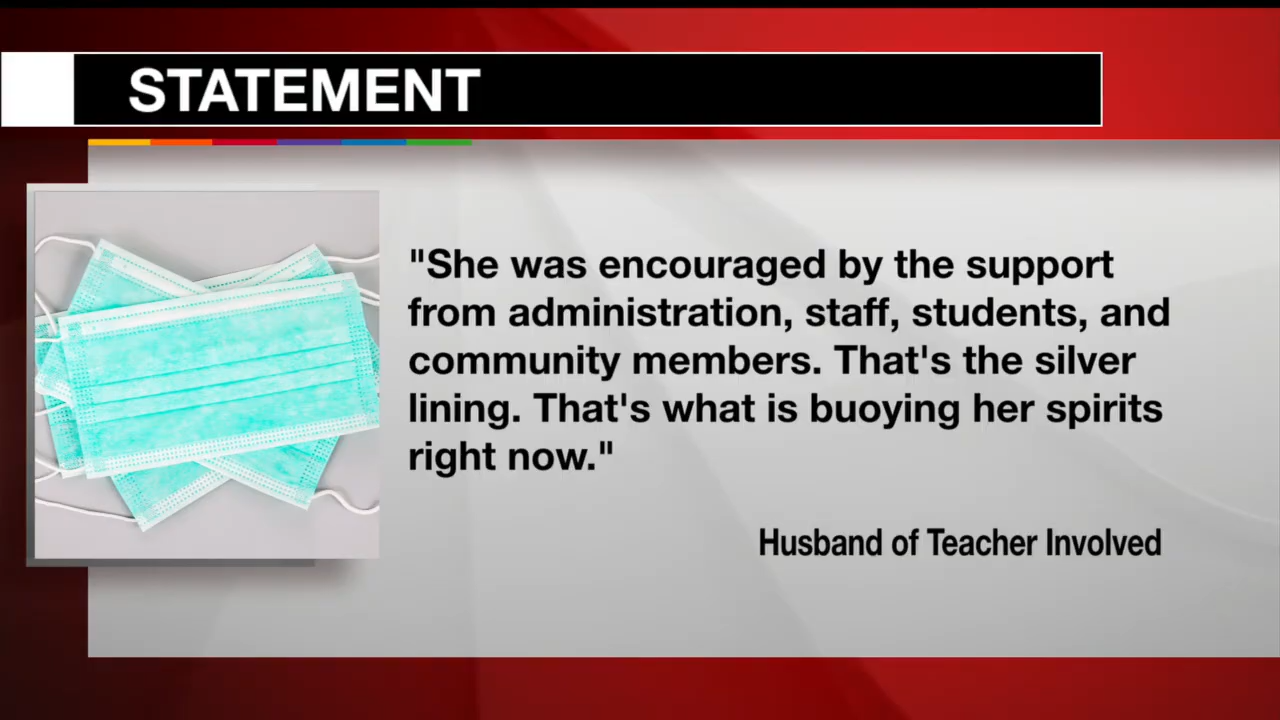 STATEMENT
"She was encouraged by the support
from administration, staff, students, and
community members. That's the silver
lining. That's what is buoying her spirits
right now."
Husband of Teacher Involved